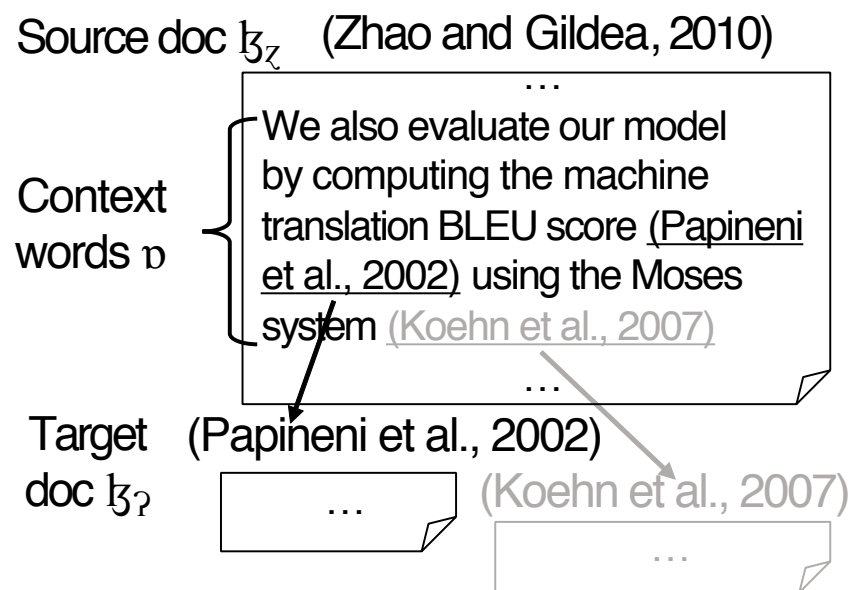 Source doc ɮ_ɀ (Zhao and Gildea, 2010)
…
We also evaluate our model
by computing the machine
translation BLEU score (Papineni
et al., 2002) using the Moses
system (Koehn et al., 2007)
…
Context
words ʋ
Target
doc ɮ_ʔ
(Papineni et al., 2002)
…
(Koehn et al., 2007)
…